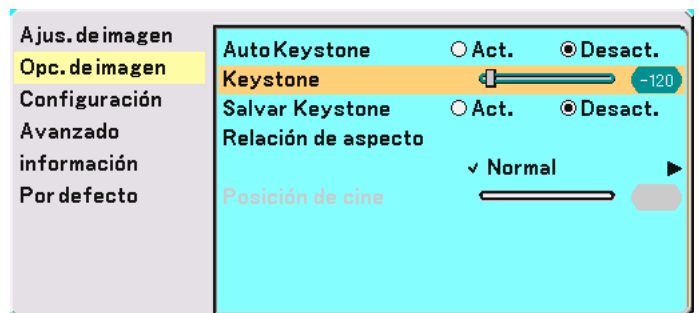 Ajus. de imagen
Opc. de imagen
Configuración
Avanzado
información
Por defecto
Auto Keystone Act. Desact.
Keystone -120
Salvar Keystone Act. Desact.
Relación de aspecto
✓ Normal
Posición de cine